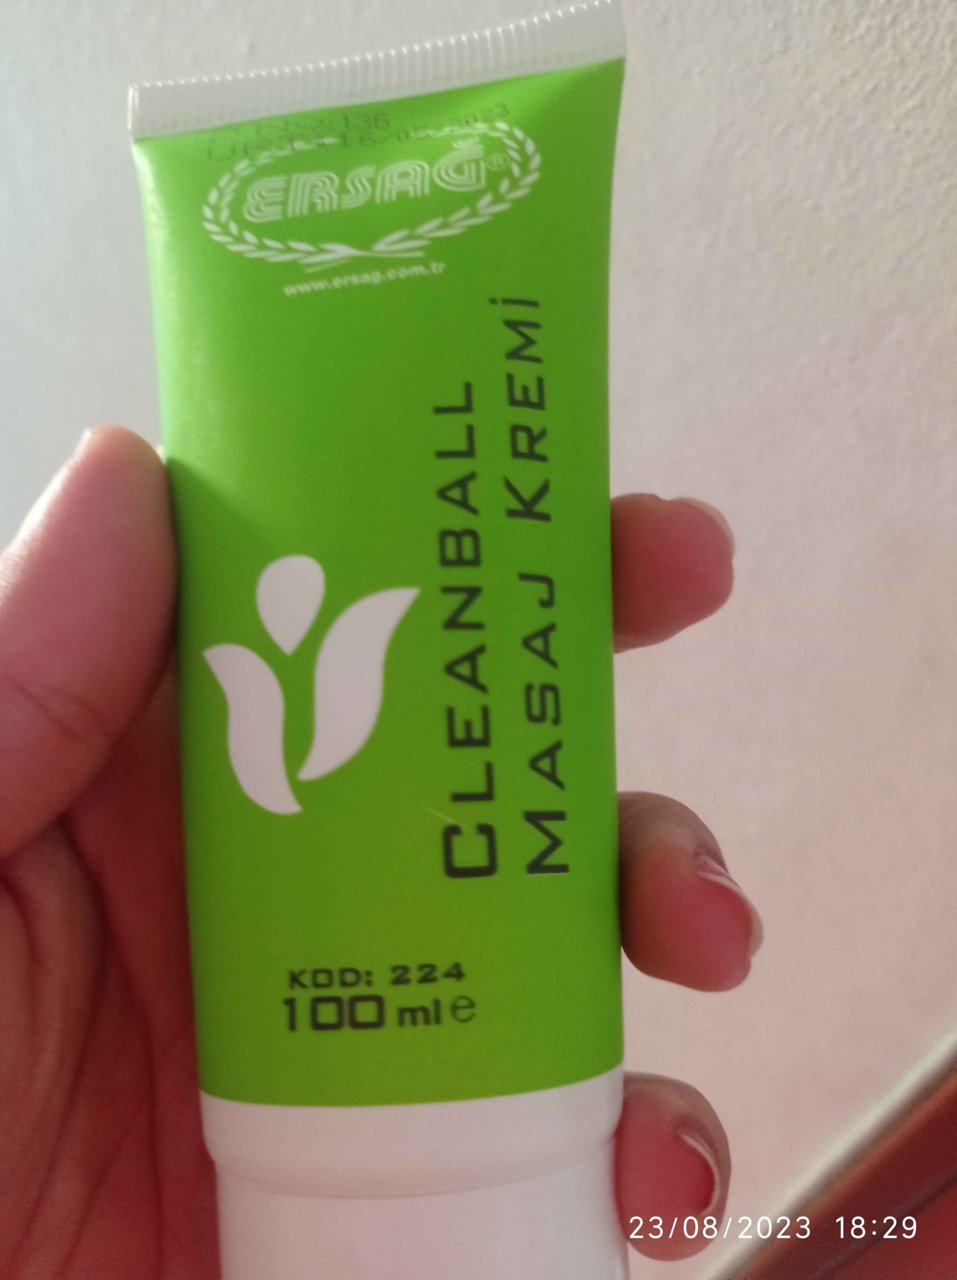 ERSAĞ®
www.ersag.com.tr
CLEANBALL
MASAJ KREMİ
KOD: 224
100 ml e
23/08/2023 18:29